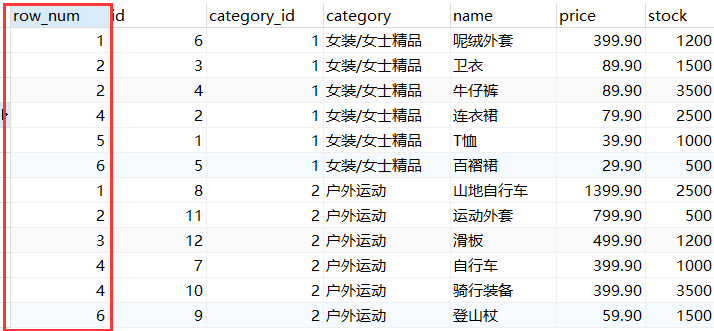 row_num id category_id category name price stock
1 6 1 女装/女士精品 呢绒外套 399.90 1200
2 3 1 女装/女士精品 卫衣 89.90 1500
2 4 1 女装/女士精品 牛仔裤 89.90 3500
4 2 1 女装/女士精品 连衣裙 79.90 2500
5 1 1 女装/女士精品 T恤 39.90 1000
6 5 1 女装/女士精品 百褶裙 29.90 500
1 8 2 户外运动 山地自行车 1399.90 2500
2 11 2 户外运动 运动外套 799.90 500
3 12 2 户外运动 滑板 499.90 1200
4 7 2 户外运动 自行车 399.90 1000
4 10 2 户外运动 骑行装备 399.90 3500
6 9 2 户外运动 登山杖 59.90 1500